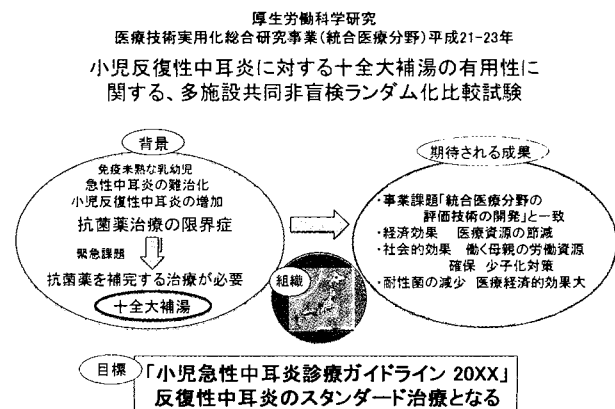 厚生労働科学研究
医療技術実用化総合研究事業(統合医療分野)平成21-23年
小児反復性中耳炎に対する十全大補湯の有用性に
関する、多施設共同非盲検ランダム化比較試験
背景
免疫未熟な乳幼児
急性中耳炎の難治化
小児反復性中耳炎の増加
抗菌薬治療の限界症
緊急課題
抗菌薬を補完する治療が必要
十全大補湯
組織
期待される成果
・事業課題「統合医療分野の
評価技術の開発」と一致
・経済効果 医療資源の節減
・社会的効果 働く母親の労働資源
確保 少子化対策
・耐性菌の減少 医療経済的効果大
目標
「小児急性中耳炎診療ガイドライン 20XX」
反復性中耳炎のスタンダード治療となる